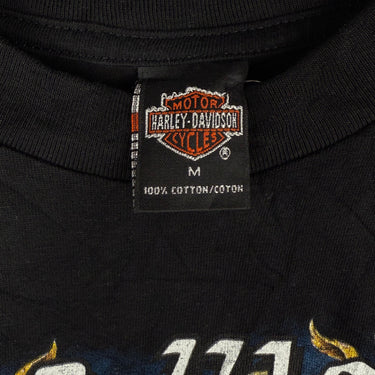 MOTOR
HARLEY-DAVIDSON
CYCLES
®
M
100% COTTON/COTON